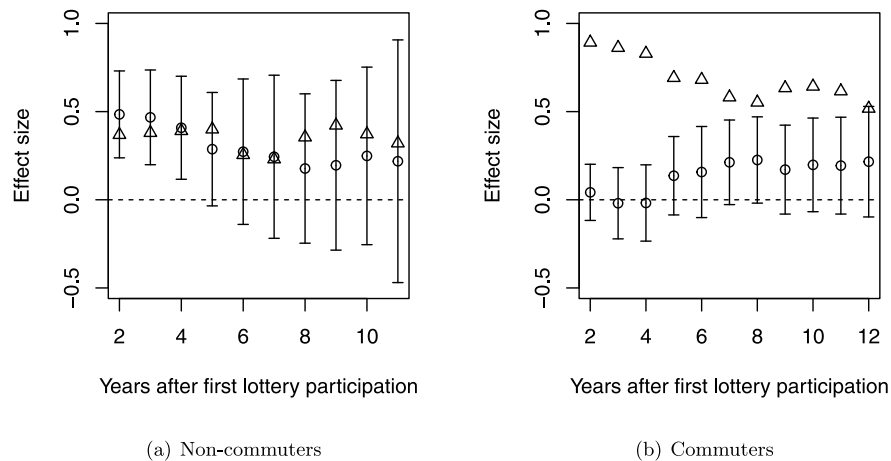 1.0
0.5
0.0
−0.5
Effect size
2 4 6 8 10
Years after first lottery participation
(a) Non-commuters
1.0
0.5
0.0
−0.5
Effect size
2 4 6 8 10 12
Years after first lottery participation
(b) Commuters